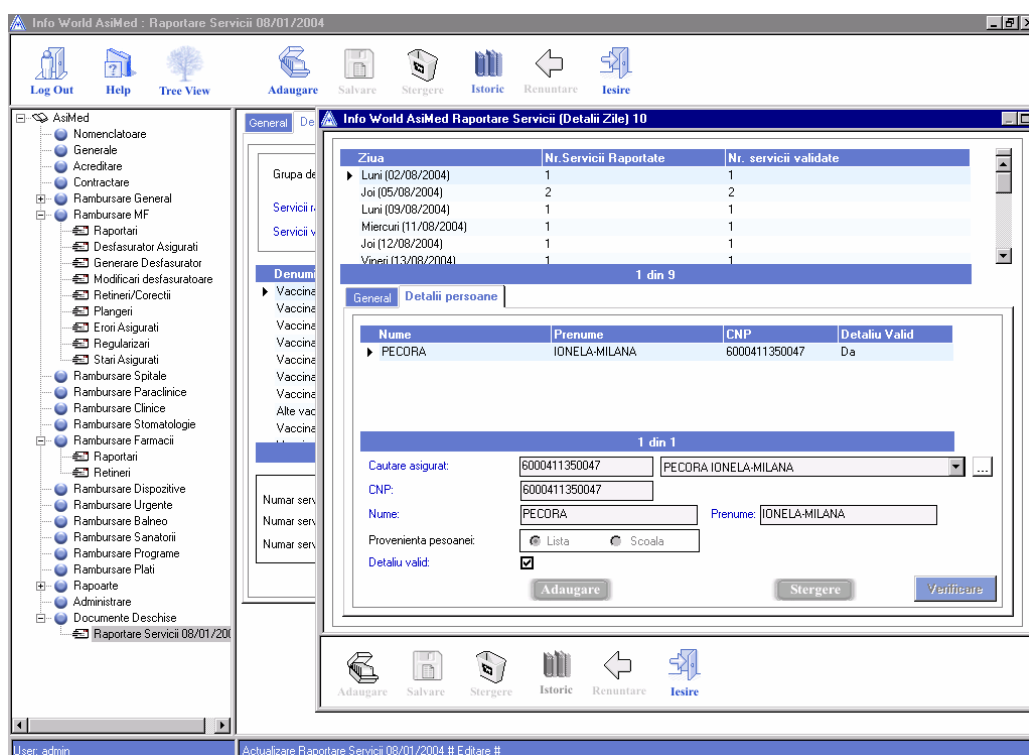 Info World AsiMed : Raportare Servicii 08/01/2004
Log Out Help Tree View Adaugare Salvare Stergere Istoric Renuntare Iesire
AsiMed
Nomenclatoare
Generale
Acreditare
Contractare
Rambursare General
Rambursare MF
Raportari
Desfasurator Asigurati
Generare Desfasurator
Modificari desfasuratoare
Retineri/Corectii
Plangeri
Erori Asigurati
Regularizari
Stari Asigurati
Rambursare Spitale
Rambursare Paraclinice
Rambursare Clinice
Rambursare Stomatologie
Rambursare Farmacii
Raportari
Retineri
Rambursare Dispozitive
Rambursare Urgente
Rambursare Balneo
Rambursare Sanatorii
Rambursare Programe
Rambursare Plati
Rapoarte
Administrare
Documente Deschise
Raportare Servicii 08/01/200
General De
Grupa de
Servicii r
Servicii v
Denumi
Vaccina
Vaccina
Vaccina
Vaccina
Vaccina
Vaccina
Vaccina
Alte vac
Vaccina
Numar serv
Numar serv
Numar serv
Info World AsiMed Raportare Servicii (Detalii Zile) 10
Ziua Nr.Servicii Raportate Nr. servicii validate
Luni (02/08/2004) 1 1
Joi (05/08/2004) 2 2
Luni (09/08/2004) 1 1
Miercuri (11/08/2004) 1 1
Joi (12/08/2004) 1 1
Vineri (13/08/2004) 1 1
1 din 9
General Detalii persoane
Nume Prenume CNP Detaliu Valid
PECORA IONELA-MILANA 6000411350047 Da
1 din 1
Cautare asigurat: 6000411350047 PECORA IONELA-MILANA ...
CNP: 6000411350047
Nume: PECORA Prenume: IONELA-MILANA
Provenienta pesoanei: Lista Scoala
Detaliu valid:
Adaugare Stergere Verificare
Adaugare Salvare Stergere Istoric Renuntare Iesire
User: admin Actualizare Raportare Servicii 08/01/2004 # Editare #